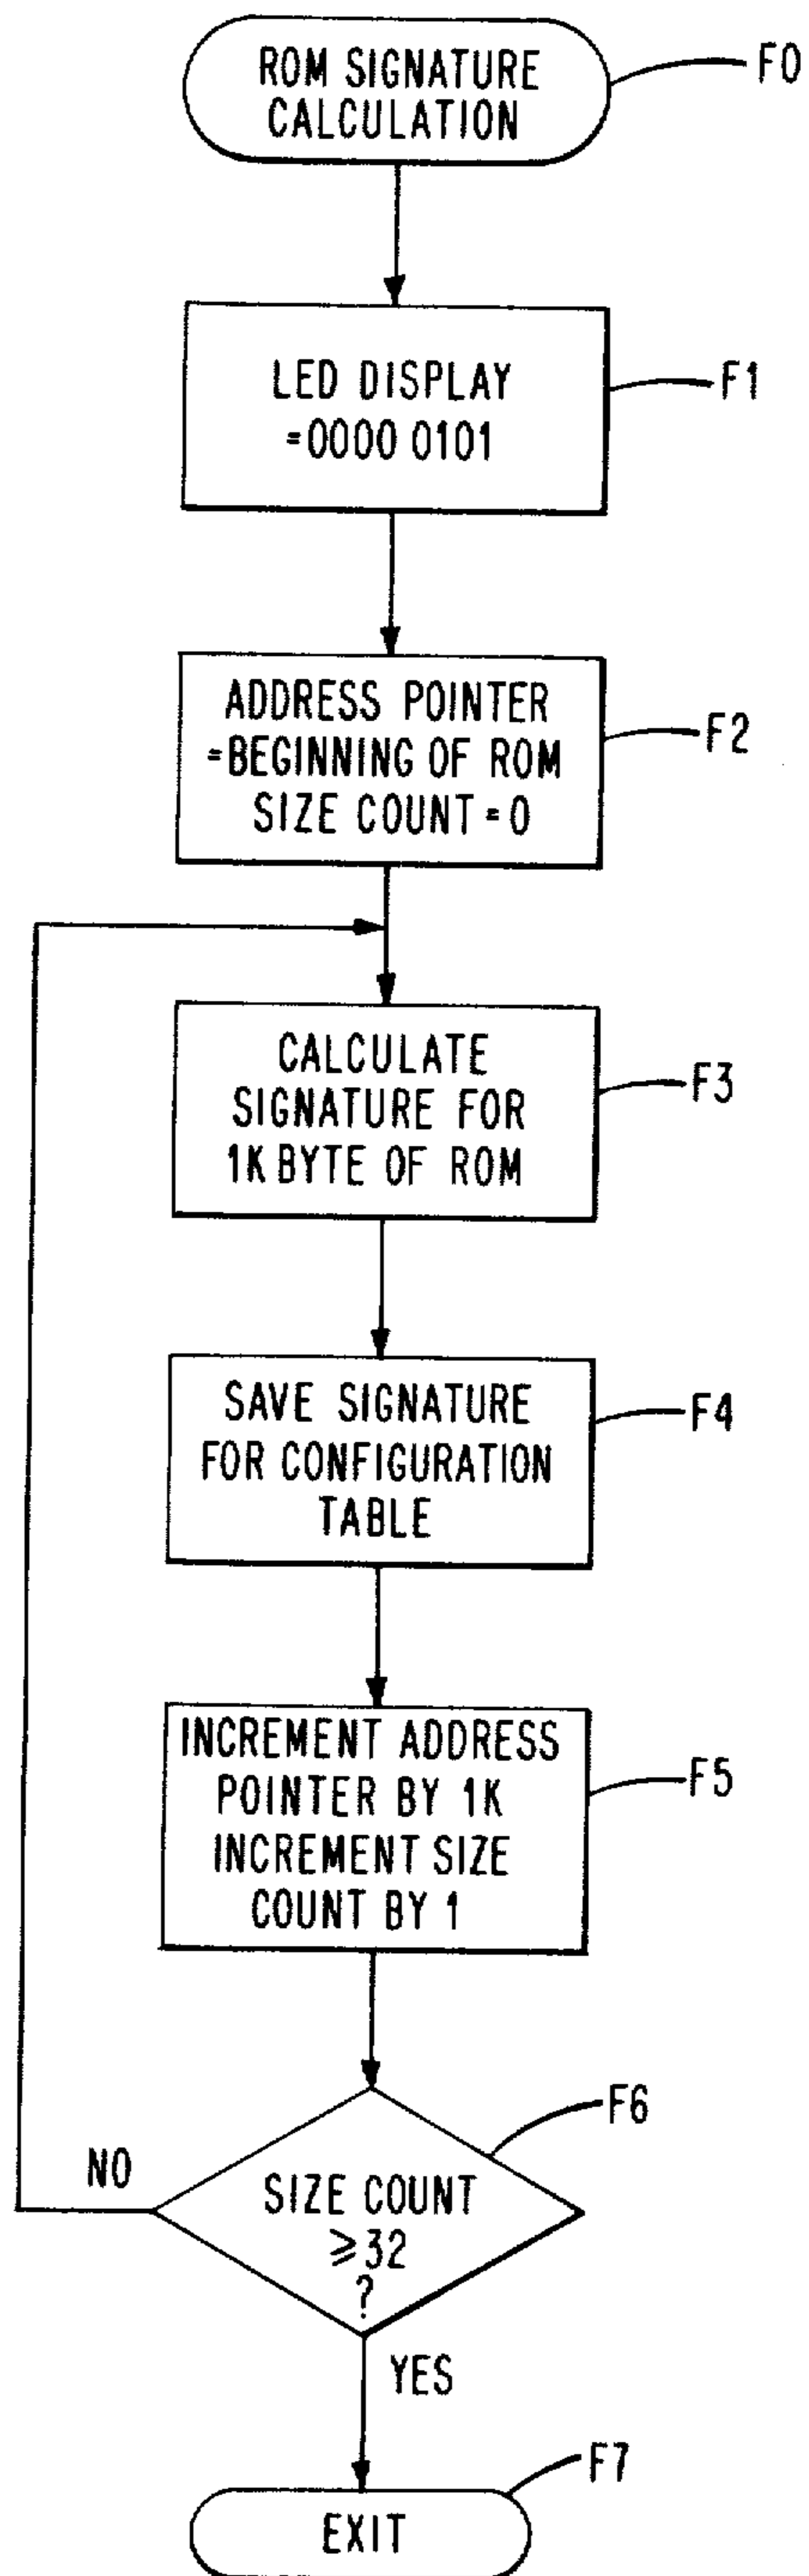 ROM SIGNATURE
CALCULATION
F0
LED DISPLAY
=0000 0101
F1
ADDRESS POINTER
=BEGINNING OF ROM
SIZE COUNT=0
F2
CALCULATE
SIGNATURE FOR
1K BYTE OF ROM
F3
SAVE SIGNATURE
FOR CONFIGURATION
TABLE
F4
INCREMENT ADDRESS
POINTER BY 1K
INCREMENT SIZE
COUNT BY 1
F5
F6
NO
SIZE COUNT
≥32
?
YES
F7
EXIT